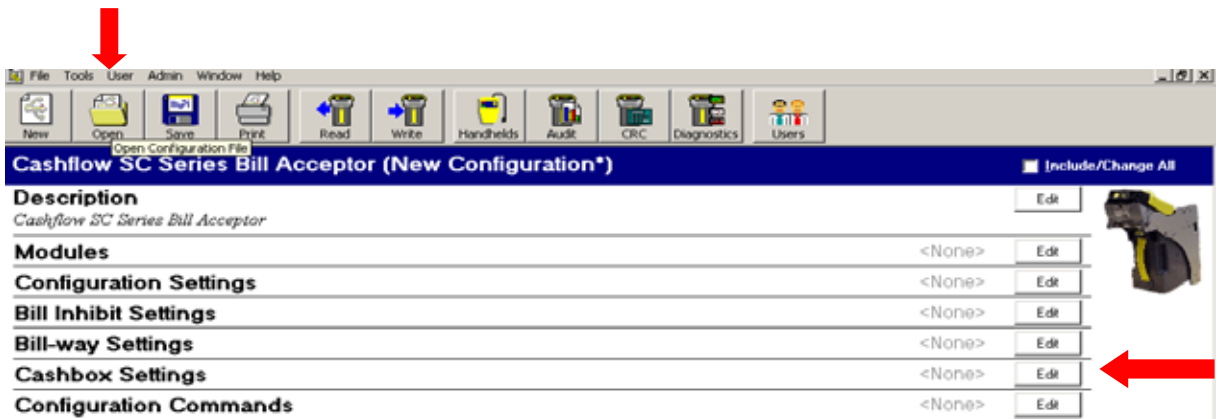 File Tools User Admin Window Help
New Open Save Print Read Write Handhelds Audit CRC Diagnostics Users
Open Configuration File
Cashflow SC Series Bill Acceptor (New Configuration*) Include/Change All
Description Edit
Cashflow SC Series Bill Acceptor
Modules <None> Edit
Configuration Settings <None> Edit
Bill Inhibit Settings <None> Edit
Bill-way Settings <None> Edit
Cashbox Settings <None> Edit
Configuration Commands <None> Edit